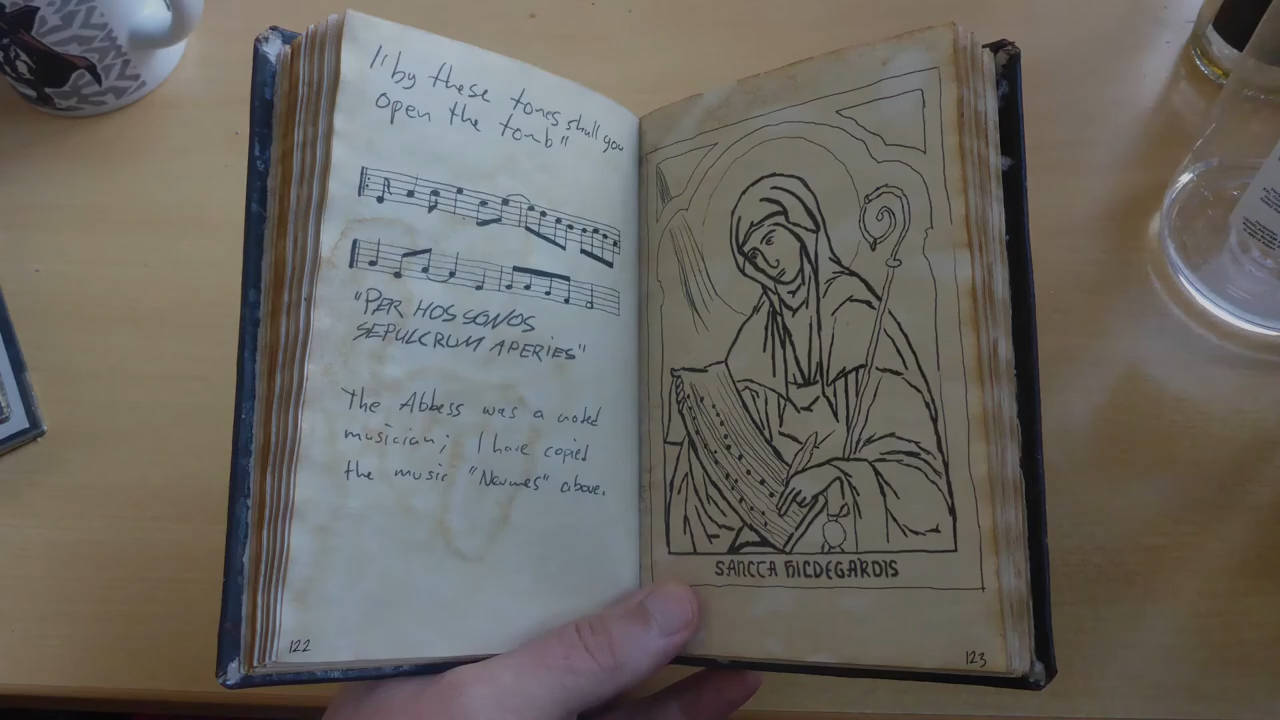 "by these tones shall you
open the tomb"
"PER HOS SONOS
SEPULCRUM APERIES"
The Abbess was a noted
musician; I have copied
the music "Neumes" above.
122
SANCTA HILDEGARDIS
123